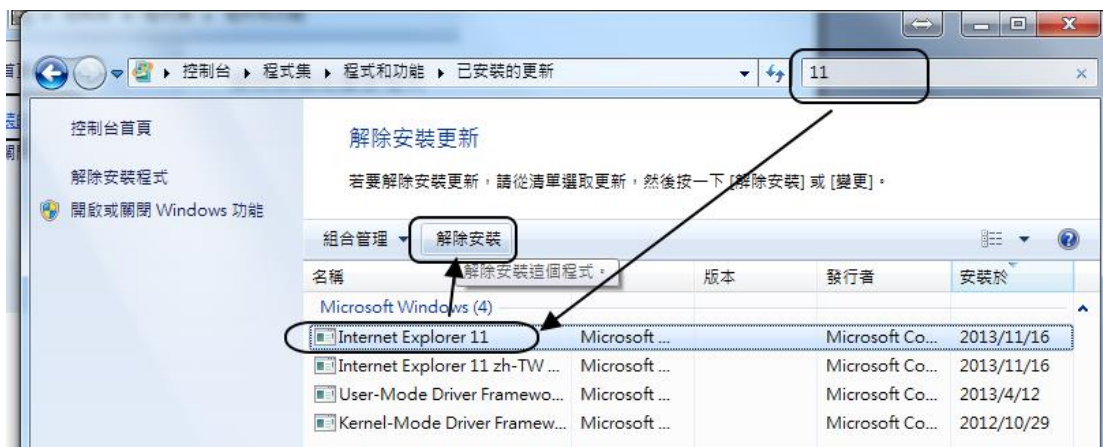 控制台 ▸ 程式集 ▸ 程式和功能 ▸ 已安裝的更新
11
控制台首頁
解除安裝程式
開啟或關閉 Windows 功能
解除安裝更新
若要解除安裝更新，請從清單選取更新，然後按一下 [解除安裝] 或 [變更]。
組合管理 解除安裝
解除安裝這個程式。
名稱 版本 發行者 安裝於
Microsoft Windows (4)
Internet Explorer 11 Microsoft ... Microsoft Co... 2013/11/16
Internet Explorer 11 zh-TW ... Microsoft ... Microsoft Co... 2013/11/16
User-Mode Driver Framewo... Microsoft ... Microsoft Co... 2013/4/12
Kernel-Mode Driver Framew... Microsoft ... Microsoft Co... 2012/10/29